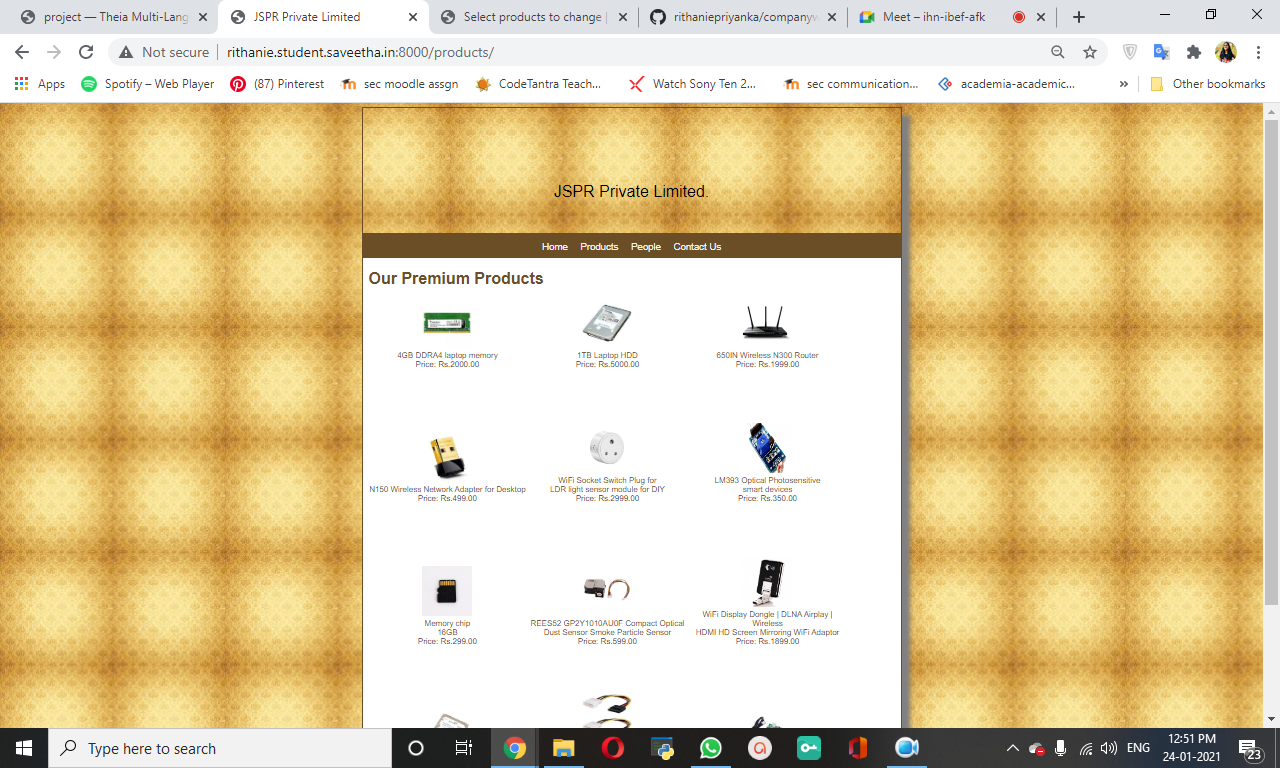 project — Theia Multi-Lang
JSPR Private Limited
Select products to change |
rithaniepriyanka/companyw
Meet – ihn-ibef-afk
Not secure
rithanie.student.saveetha.in:8000/products/
Apps
Spotify – Web Player
(87) Pinterest
sec moodle assgn
CodeTantra Teach...
Watch Sony Ten 2...
sec communication...
academia-academic...
»
Other bookmarks
JSPR Private Limited.
Home Products People Contact Us
Our Premium Products
4GB DDRA4 laptop memory
Price: Rs.2000.00
1TB Laptop HDD
Price: Rs.5000.00
650IN Wireless N300 Router
Price: Rs.1999.00
N150 Wireless Network Adapter for Desktop
Price: Rs.499.00
WiFi Socket Switch Plug for
LDR light sensor module for DIY
Price: Rs.2999.00
LM393 Optical Photosensitive
smart devices
Price: Rs.350.00
Memory chip
16GB
Price: Rs.299.00
REES52 GP2Y1010AU0F Compact Optical
Dust Sensor Smoke Particle Sensor
Price: Rs.599.00
WiFi Display Dongle | DLNA Airplay |
Wireless
HDMI HD Screen Mirroring WiFi Adaptor
Price: Rs.1899.00
Type here to search
ENG
12:51 PM
24-01-2021
23